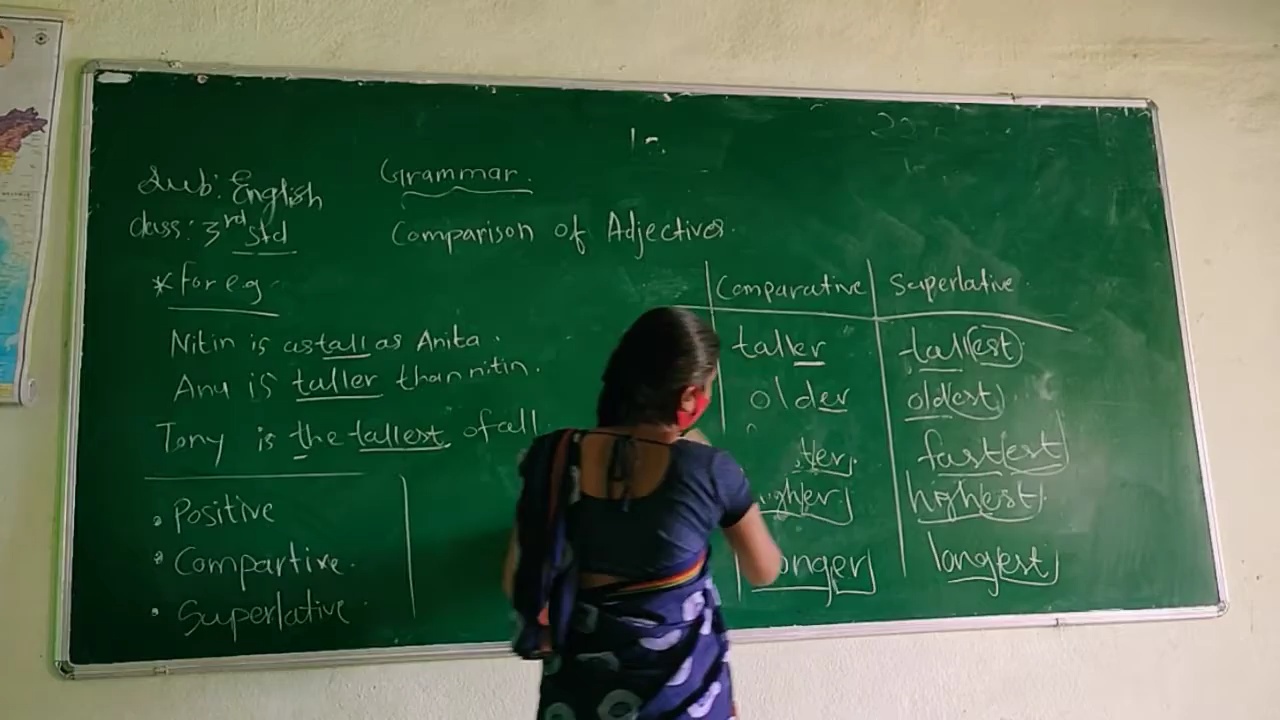 Sub: English
Grammar.
class: 3rd std
Comparison of Adjectives.
*for e.g
Nitin is as tall as Anita.
Anu is taller than nitin.
Tony is the tallest of all.
• Positive
• Compartive.
• Superlative.
Comparative Superlative.
taller tallest
older oldest
fastest
highest
longest